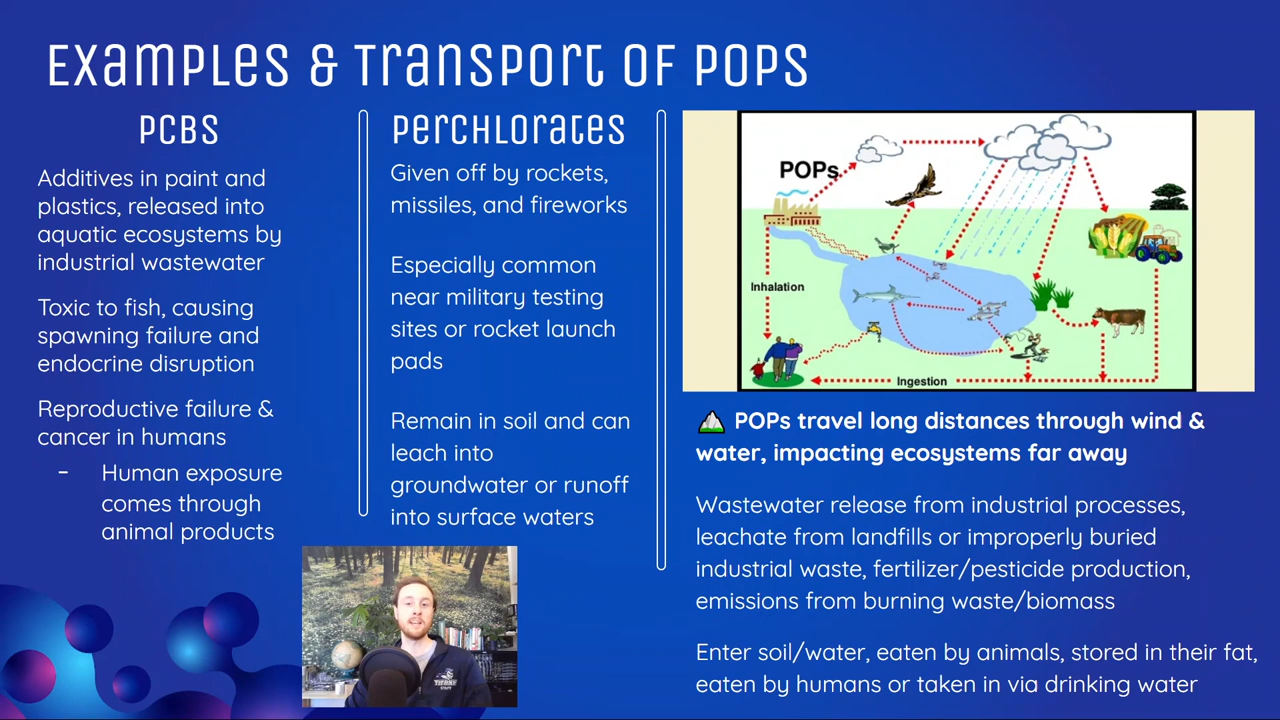 Examples & Transport of POPs
PCBs
Additives in paint and
plastics, released into
aquatic ecosystems by
industrial wastewater
Toxic to fish, causing
spawning failure and
endocrine disruption
Reproductive failure &
cancer in humans
- Human exposure
comes through
animal products
Perchlorates
Given off by rockets,
missiles, and fireworks
Especially common
near military testing
sites or rocket launch
pads
Remain in soil and can
leach into
groundwater or runoff
into surface waters
POPs
Inhalation
Ingestion
POPs travel long distances through wind &
water, impacting ecosystems far away
Wastewater release from industrial processes,
leachate from landfills or improperly buried
industrial waste, fertilizer/pesticide production,
emissions from burning waste/biomass
Enter soil/water, eaten by animals, stored in their fat,
eaten by humans or taken in via drinking water